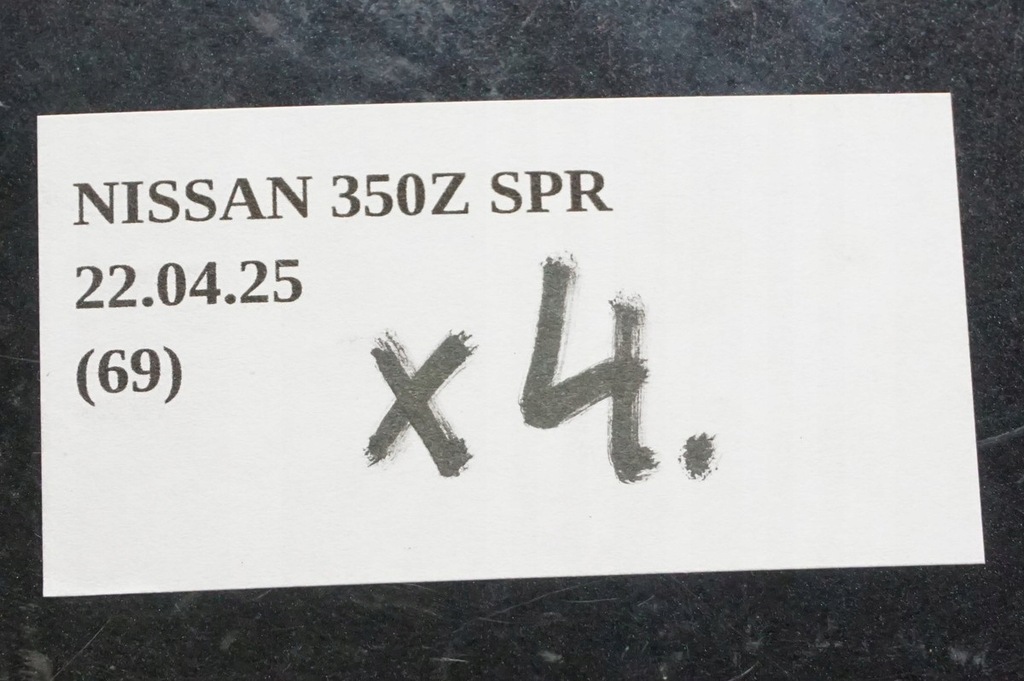 NISSAN 350Z SPR
22.04.25
(69)
x4.